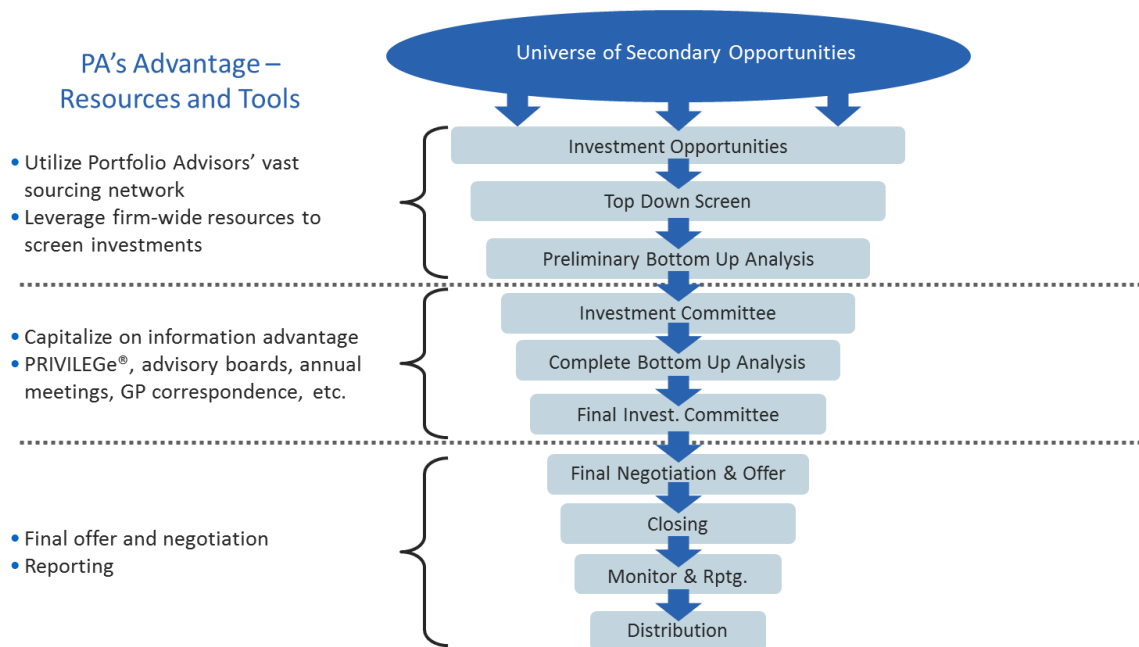 PA's Advantage –
Resources and Tools
Universe of Secondary Opportunities
• Utilize Portfolio Advisors' vast
sourcing network
• Leverage firm-wide resources to
screen investments
Investment Opportunities
Top Down Screen
Preliminary Bottom Up Analysis
• Capitalize on information advantage
• PRIVILEGe®, advisory boards, annual
meetings, GP correspondence, etc.
Investment Committee
Complete Bottom Up Analysis
Final Invest. Committee
• Final offer and negotiation
• Reporting
Final Negotiation & Offer
Closing
Monitor & Rptg.
Distribution